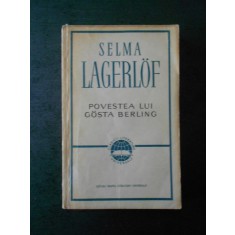 SELMA
LAGERLÖF
POVESTEA LUI
GÖSTA BERLING